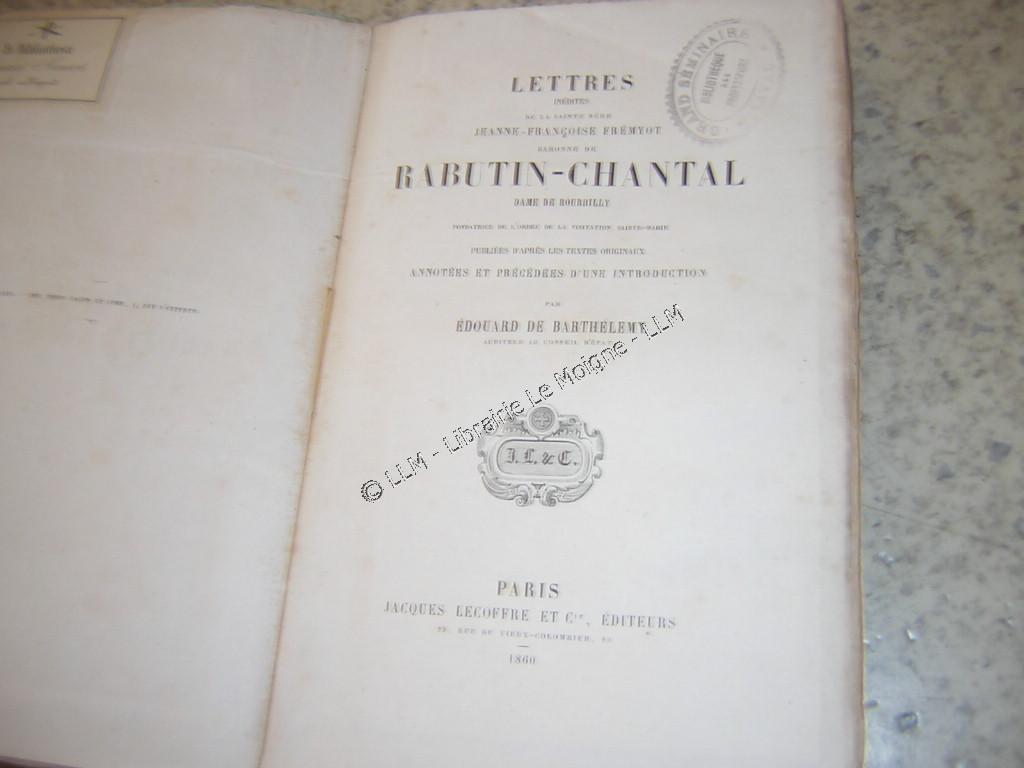 LETTRES
INÉDITES
DE LA SAINTE MÈRE
JEANNE-FRANÇOISE FRÉMYOT
BARONNE DE
RABUTIN-CHANTAL
DAME DE BOURBILLY
FONDATRICE DE L'ORDRE DE LA VISITATION SAINTE-MARIE
PUBLIÉES D'APRÈS LES TEXTES ORIGINAUX
ANNOTÉES ET PRÉCÉDÉES D'UNE INTRODUCTION
PAR
ÉDOUARD DE BARTHÉLEMY
AUDITEUR AU CONSEIL D'ÉTAT
J. L. & C.
PARIS
JACQUES LECOFFRE ET Cie, ÉDITEURS
RUE DU VIEUX-COLOMBIER,
1860
GRAND SÉMINAIRE
BIBLIOTHÈQUE
DES
PROFESSEURS
© LLM - Librairie Le Moigne - LLM